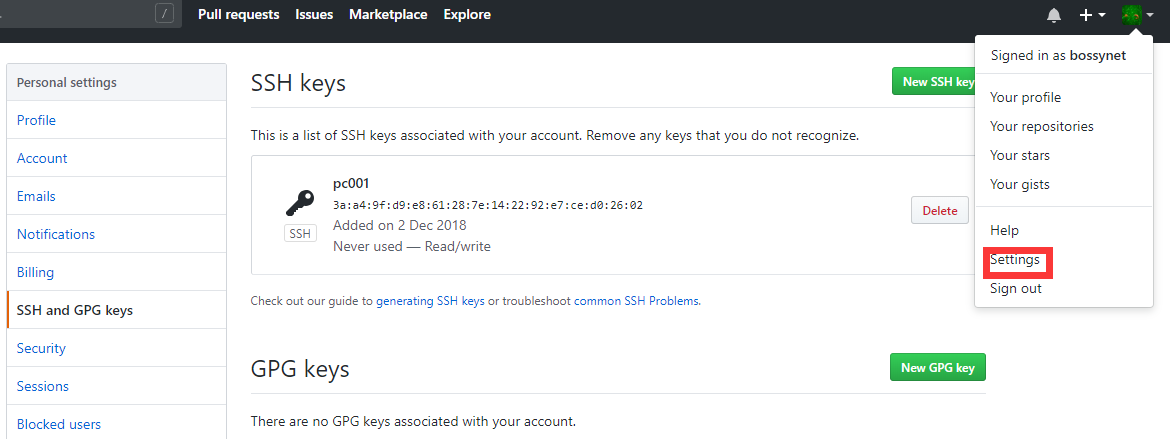 /
Pull requests Issues Marketplace Explore
Signed in as bossynet
Your profile
Your repositories
Your stars
Your gists
Help
Settings
Sign out
Personal settings
Profile
Account
Emails
Notifications
Billing
SSH and GPG keys
Security
Sessions
Blocked users
SSH keys
New SSH key
This is a list of SSH keys associated with your account. Remove any keys that you do not recognize.
pc001
3a:a4:9f:d9:e8:61:28:7e:14:22:92:e7:ce:d0:26:02
Added on 2 Dec 2018
Never used — Read/write
SSH
Delete
Check out our guide to generating SSH keys or troubleshoot common SSH Problems.
GPG keys
New GPG key
There are no GPG keys associated with your account.